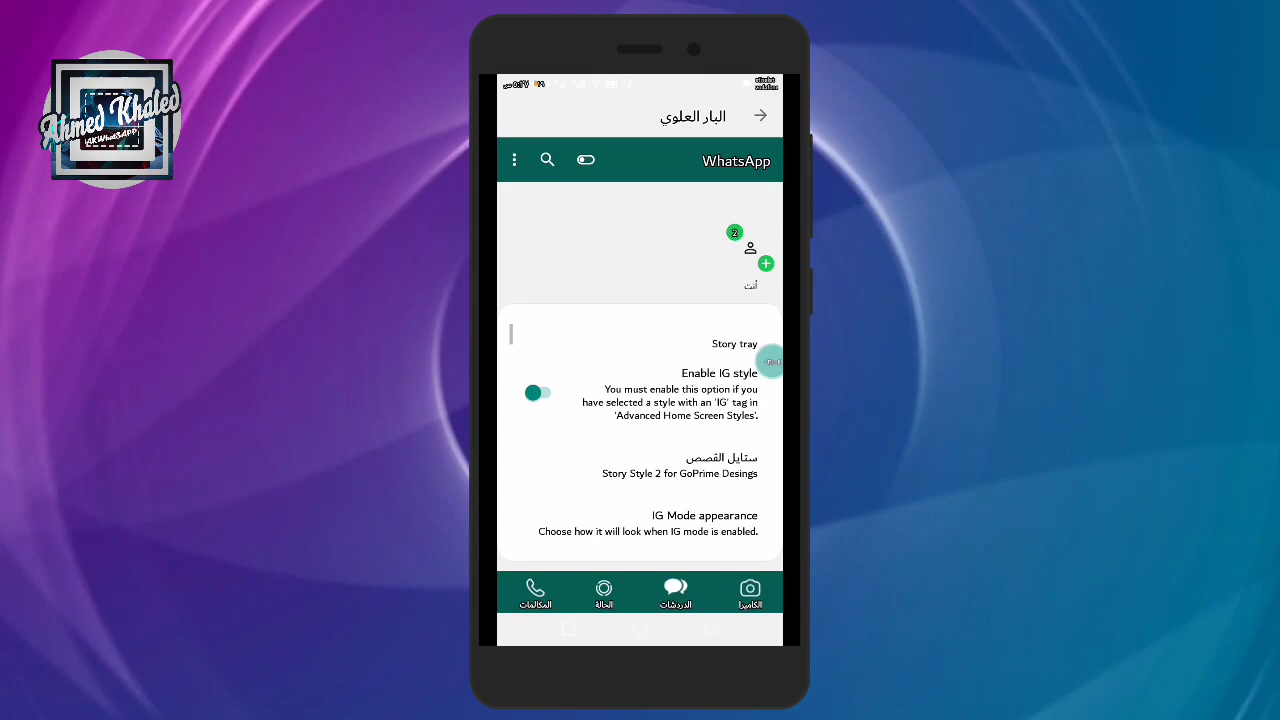 Ahmed Khaled
AKWhatSAPP
etisalat
vodafone
البار العلوي
WhatsApp
2
أنت
Story tray
Enable IG style
You must enable this option if you
have selected a style with an 'IG' tag in
'Advanced Home Screen Styles'.
ستايل القصص
Story Style 2 for GoPrime Desings
IG Mode appearance
Choose how it will look when IG mode is enabled.
الكاميرا
الدردشات
الحالة
المكالمات